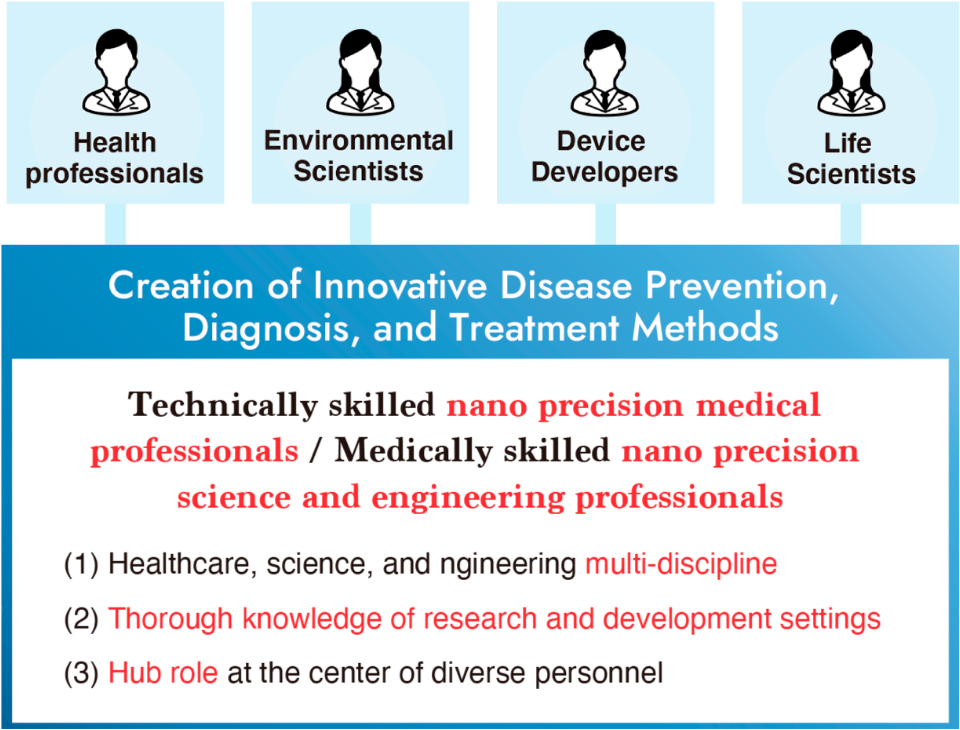 Health
professionals
Environmental
Scientists
Device
Developers
Life
Scientists
Creation of Innovative Disease Prevention,
Diagnosis, and Treatment Methods
Technically skilled nano precision medical
professionals / Medically skilled nano precision
science and engineering professionals
(1) Healthcare, science, and ngineering multi-discipline
(2) Thorough knowledge of research and development settings
(3) Hub role at the center of diverse personnel